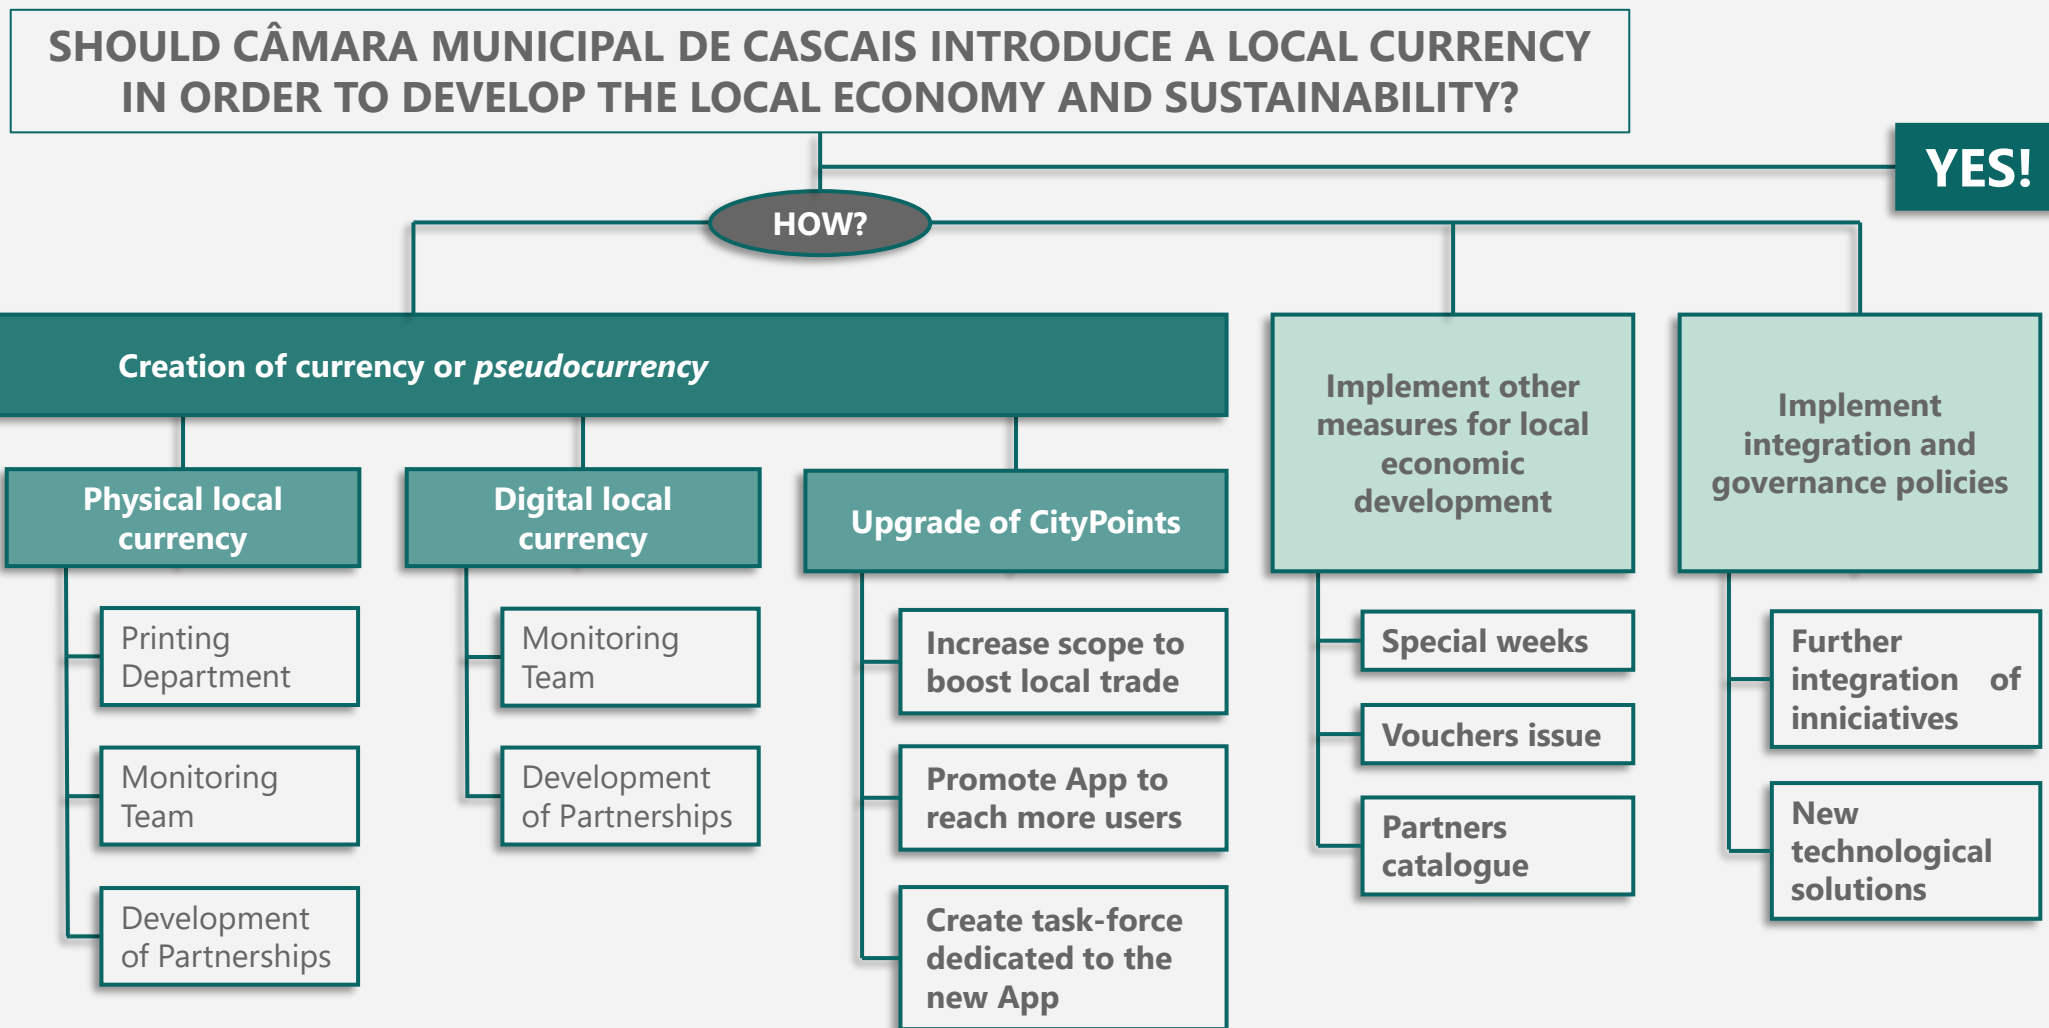 SHOULD CÂMARA MUNICIPAL DE CASCAIS INTRODUCE A LOCAL CURRENCY
IN ORDER TO DEVELOP THE LOCAL ECONOMY AND SUSTAINABILITY?
YES!
HOW?
Creation of currency or pseudocurrency
Physical local
currency
Printing
Department
Monitoring
Team
Development
of Partnerships
Digital local
currency
Monitoring
Team
Development
of Partnerships
Upgrade of CityPoints
Increase scope to
boost local trade
Promote App to
reach more users
Create task-force
dedicated to the
new App
Implement other
measures for local
economic
development
Special weeks
Vouchers issue
Partners
catalogue
Implement
integration and
governance policies
Further
integration of
inniciatives
New
technological
solutions